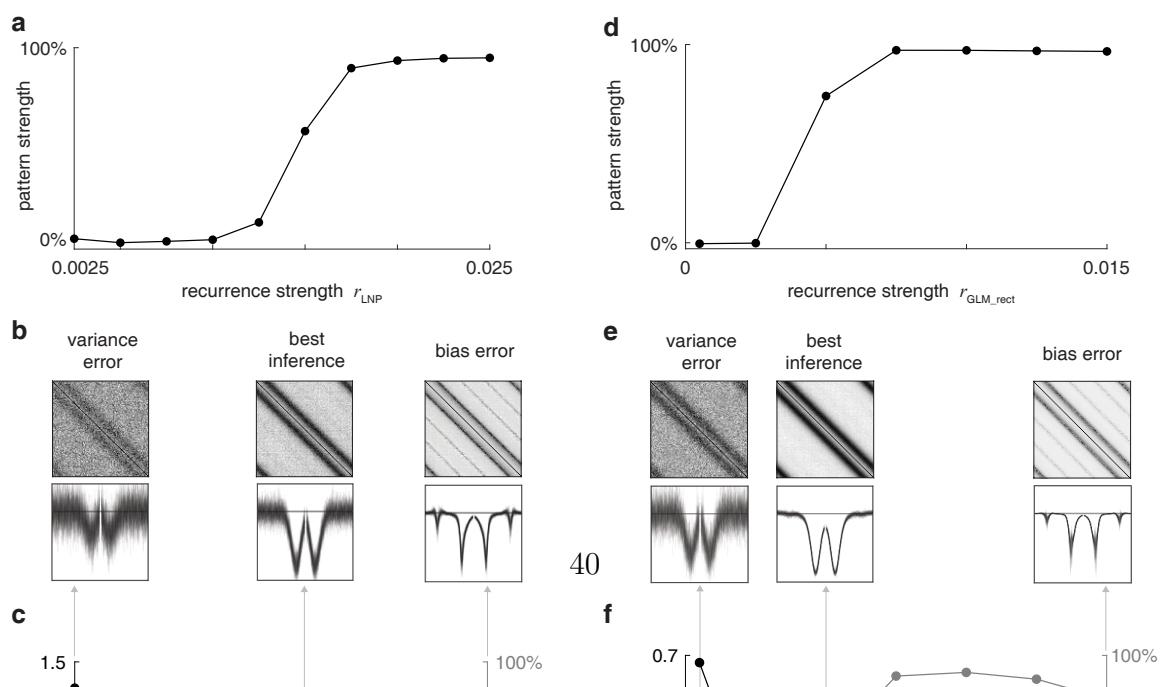 a
100%
pattern strength
0%
0.0025
0.025
recurrence strength r_LNP
d
100%
pattern strength
0%
0
0.015
recurrence strength r_GLM_rect
b
variance
error
best
inference
bias error
e
variance
error
best
inference
bias error
40
c
1.5
100%
f
0.7
100%